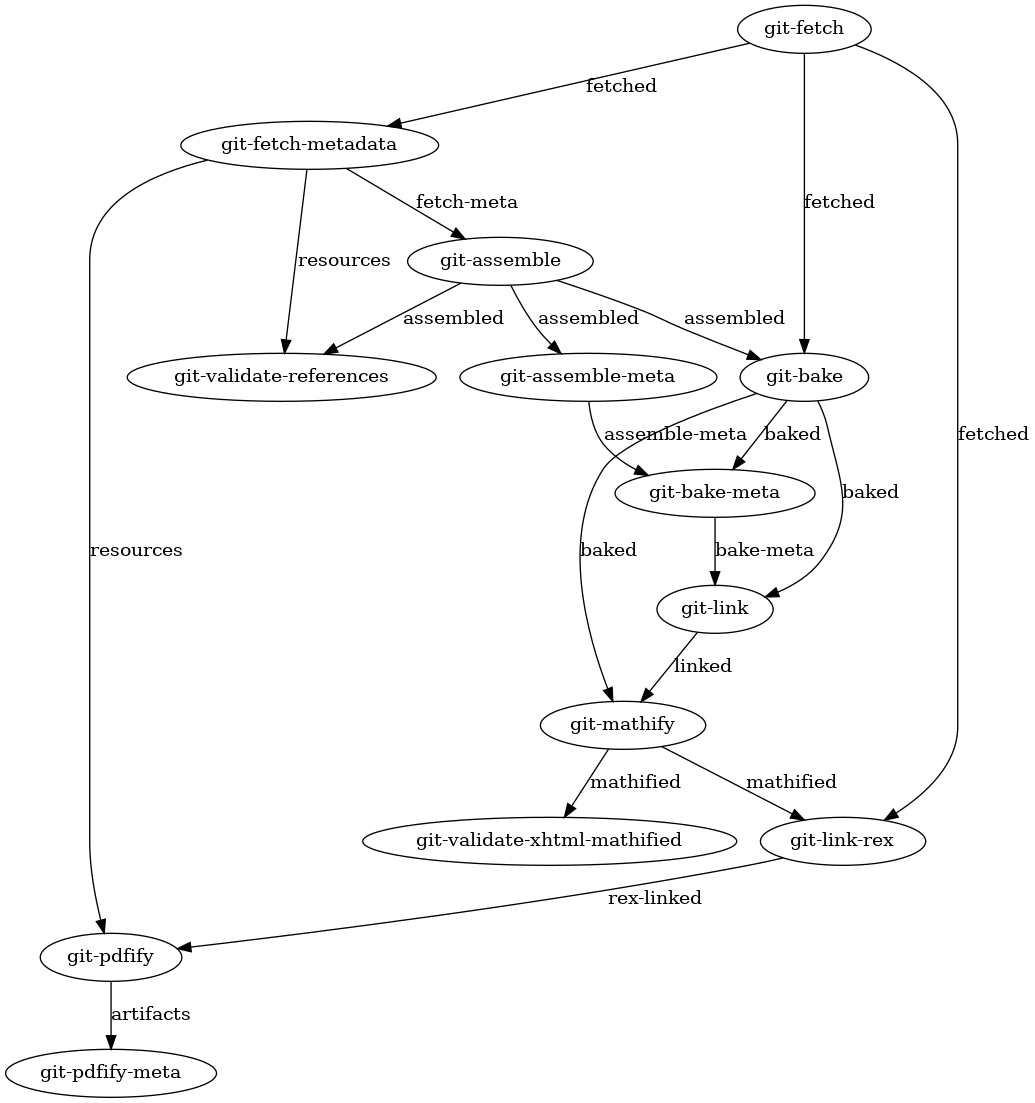 git-fetch
fetched
git-fetch-metadata
fetch-meta
fetched
resources
git-assemble
assembled
assembled
assembled
git-validate-references
git-assemble-meta
git-bake
assemble-meta
baked
fetched
git-bake-meta
baked
resources
baked
bake-meta
git-link
linked
git-mathify
mathified
mathified
git-validate-xhtml-mathified
git-link-rex
rex-linked
git-pdfify
artifacts
git-pdfify-meta